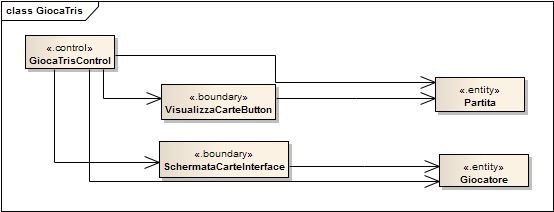 class GiocaTris
«.control»
GiocaTrisControl
«.boundary»
VisualizzaCarteButton
«.entity»
Partita
«.boundary»
SchermataCarteInterface
«.entity»
Giocatore